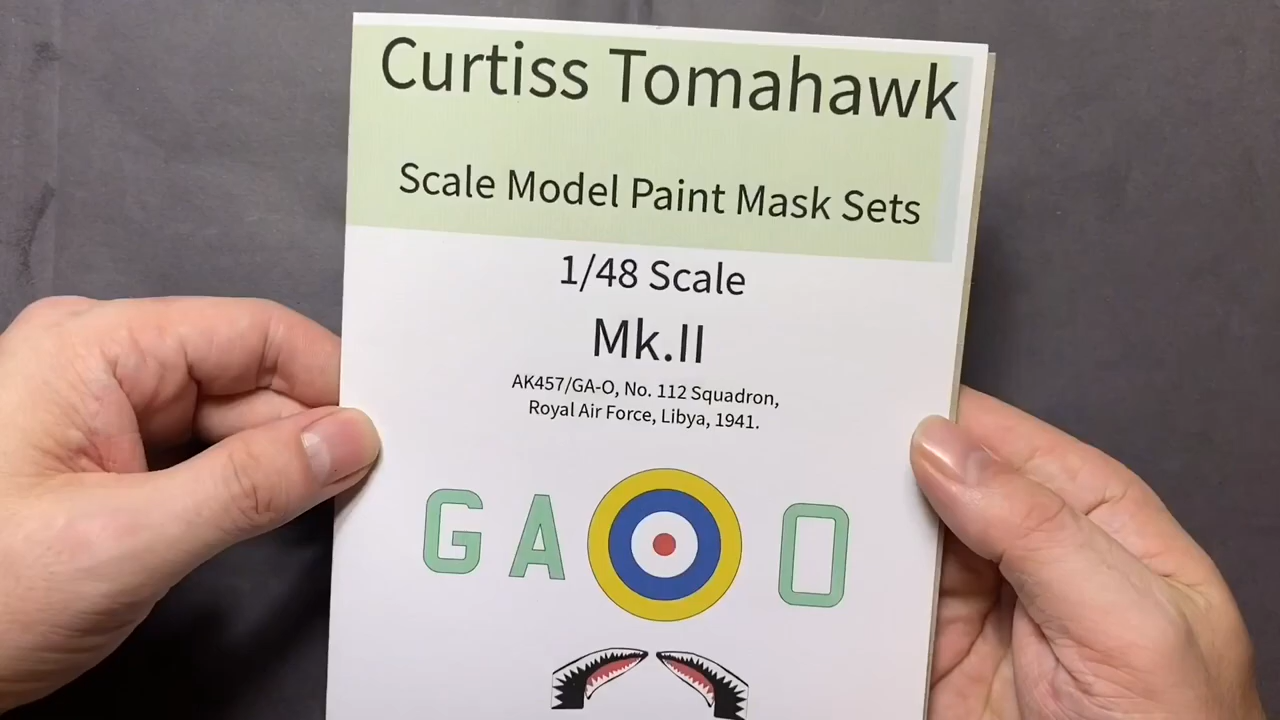 Curtiss Tomahawk
Scale Model Paint Mask Sets
1/48 Scale
Mk.II
AK457/GA-O, No. 112 Squadron,
Royal Air Force, Libya, 1941.
GA O